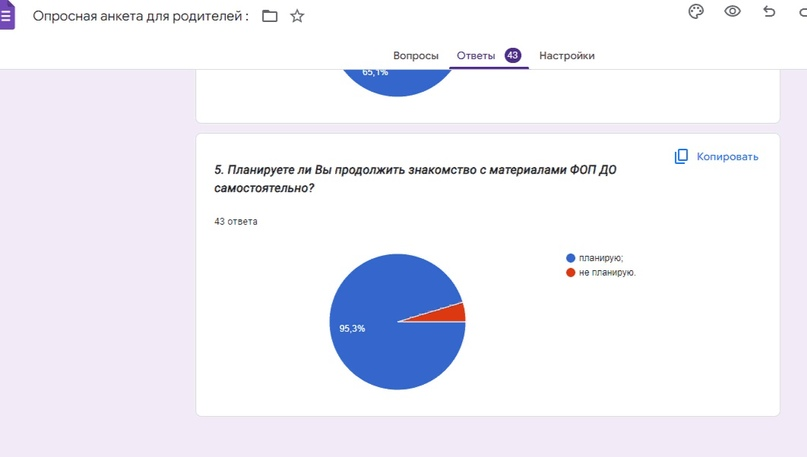 Опросная анкета для родителей :
Вопросы Ответы 43 Настройки
65,1%
Копировать
5. Планируете ли Вы продолжить знакомство с материалами ФОП ДО
самостоятельно?
43 ответа
планирую;
не планирую.
95,3%